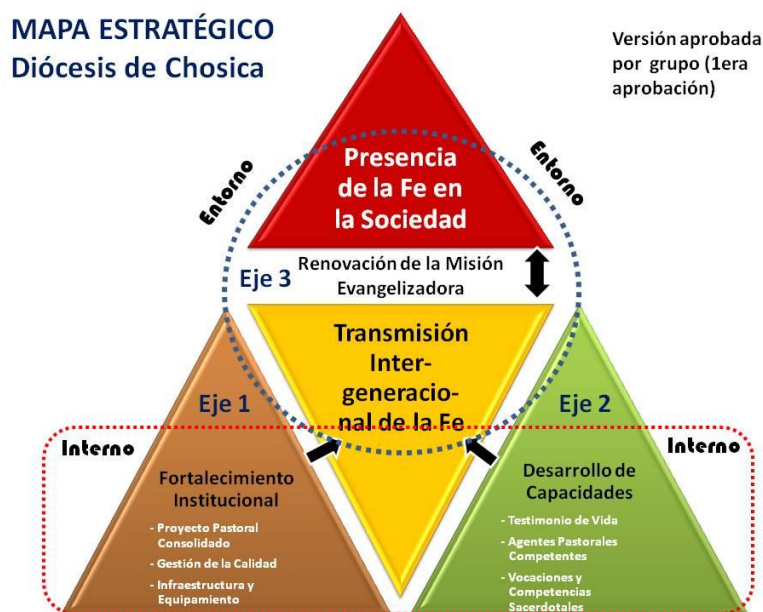 MAPA ESTRATÉGICO
Diócesis de Chosica
Versión aprobada
por grupo (1era
aprobación)
Entorno
Entorno
Presencia
de la Fe en
la Sociedad
Eje 3
Renovación de la Misión
Evangelizadora
Transmisión
Inter-
generacio-
nal de la Fe
Eje 1
Interno
Fortalecimiento
Institucional
- Proyecto Pastoral
Consolidado
- Gestión de la Calidad
- Infraestructura y
Equipamiento
Eje 2
Interno
Desarrollo de
Capacidades
- Testimonio de Vida
- Agentes Pastorales
Competentes
- Vocaciones y
Competencias
Sacerdotales